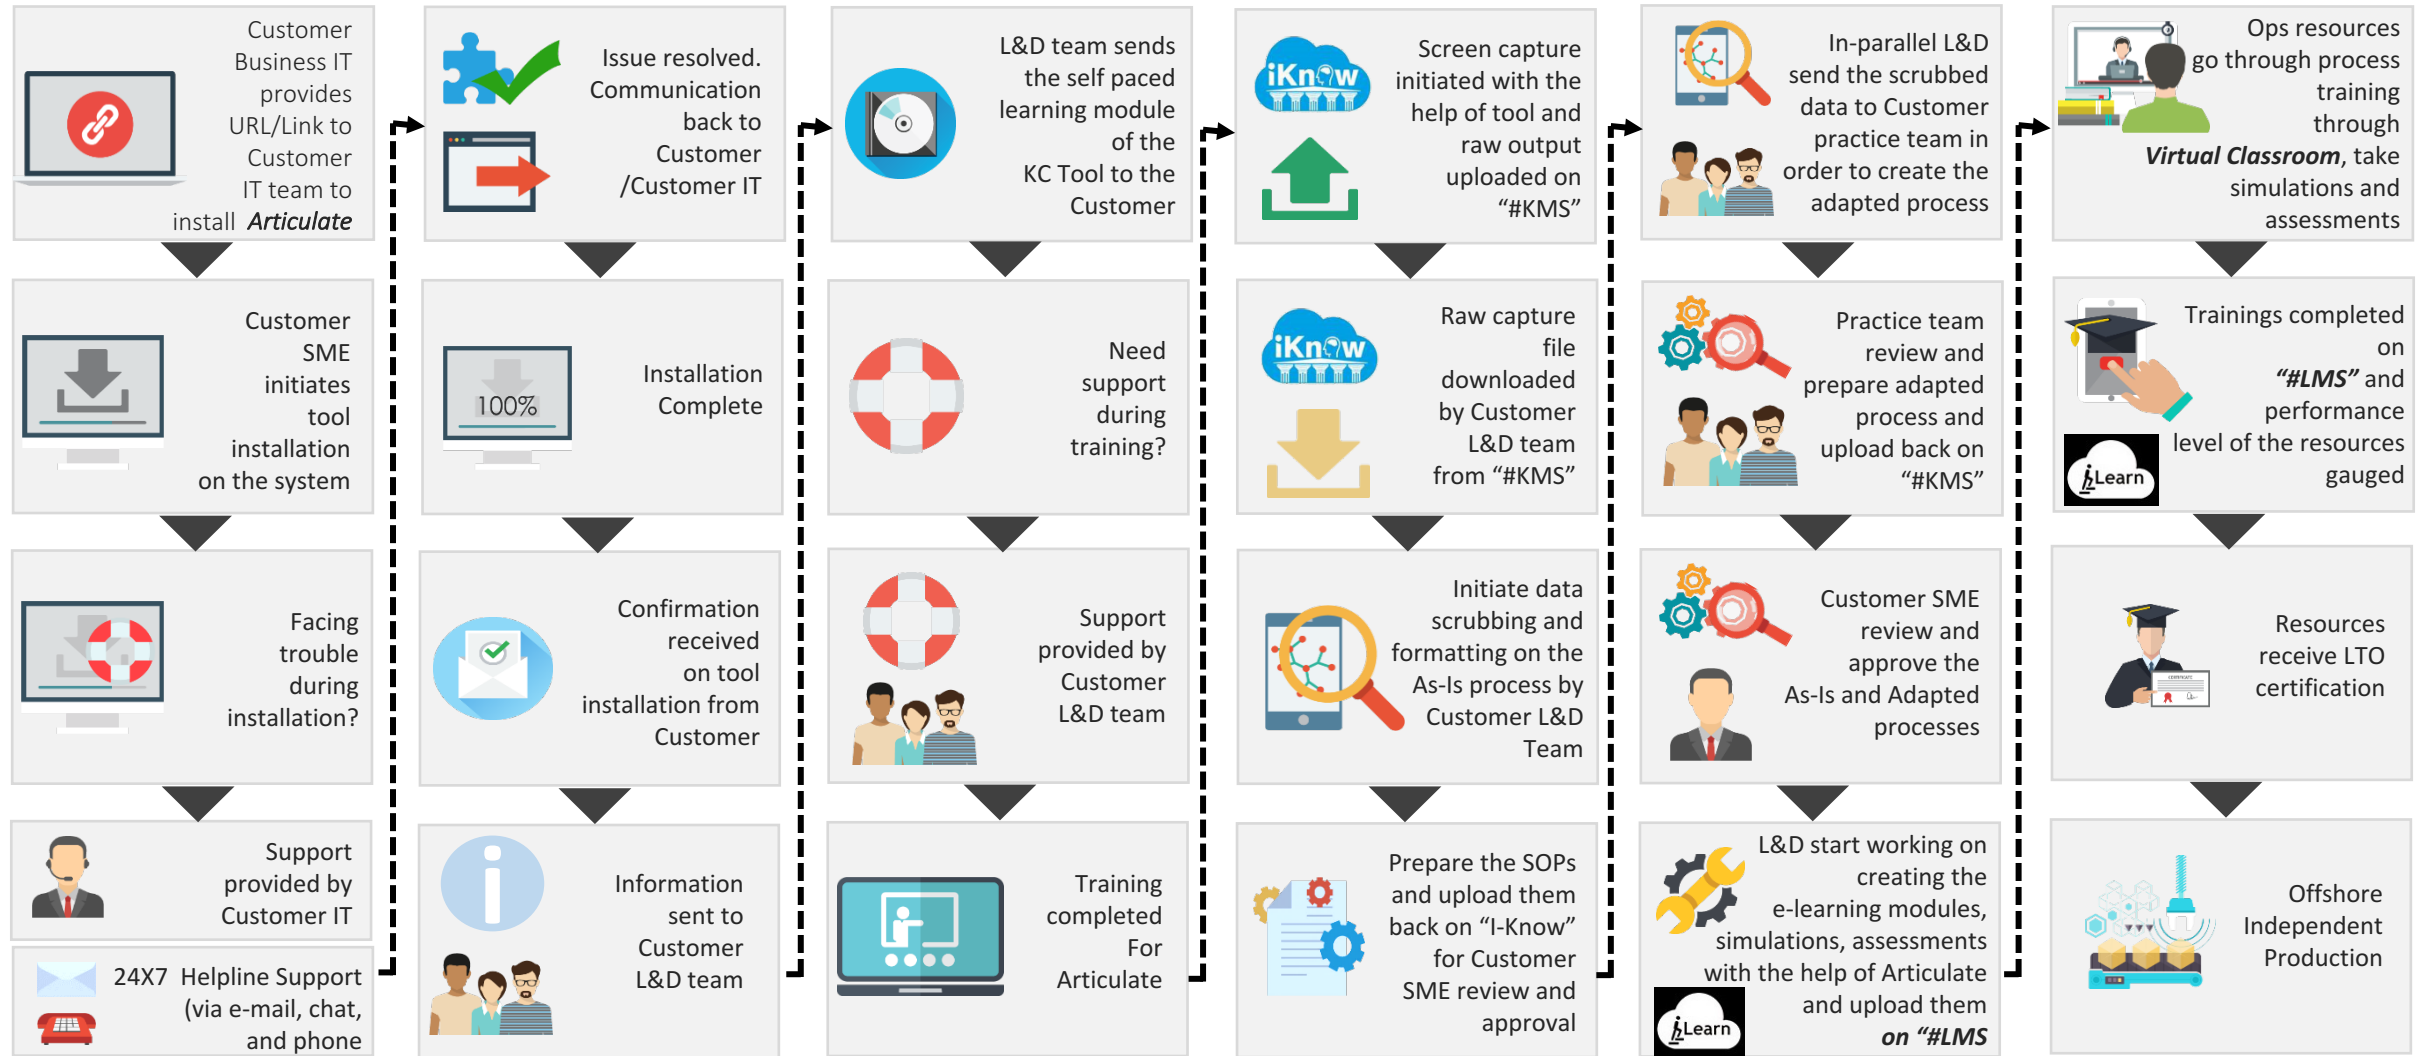 Customer
Business IT
provides
URL/Link to
Customer
IT team to
install Articulate
Customer
SME
initiates
tool
installation
on the system
Facing
trouble
during
installation?
Support
provided by
Customer IT
24X7 Helpline Support
(via e-mail, chat,
and phone
Issue resolved.
Communication
back to
Customer
/Customer IT
100%
Installation
Complete
Confirmation
received
on tool
installation from
Customer
i
Information
sent to
Customer
L&D team
L&D team sends
the self paced
learning module
of the
KC Tool to the
Customer
Need
support
during
training?
Support
provided by
Customer
L&D team
Training
completed
For
Articulate
iKnow
Screen capture
initiated with the
help of tool and
raw output
uploaded on
“#KMS”
iKnow
Raw capture
file
downloaded
by Customer
L&D team
from “#KMS”
Initiate data
scrubbing and
formatting on the
As-Is process by
Customer L&D
Team
Prepare the SOPs
and upload them
back on “I-Know”
for Customer
SME review and
approval
In-parallel L&D
send the scrubbed
data to Customer
practice team in
order to create the
adapted process
Practice team
review and
prepare adapted
process and
upload back on
“#KMS”
Customer SME
review and
approve the
As-Is and Adapted
processes
L&D start working on
creating the
e-learning modules,
simulations, assessments
with the help of Articulate
and upload them
on “#LMS
iLearn
Ops resources
go through process
training
through
Virtual Classroom, take
simulations and
assessments
Trainings completed
on
“#LMS” and
performance
level of the resources
gauged
iLearn
Resources
receive LTO
certification
CERTIFICATE
Offshore
Independent
Production